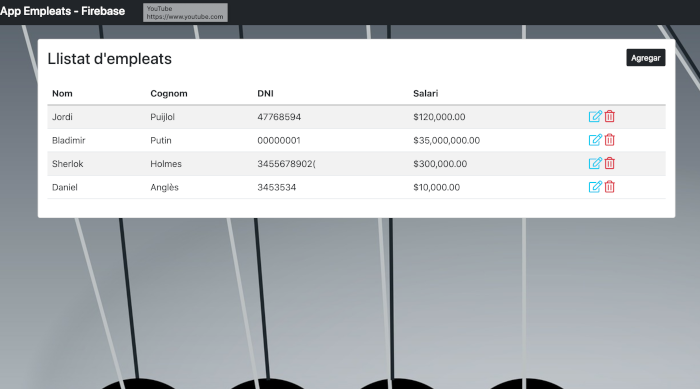 App Empleats - Firebase
YouTube
https://www.youtube.com
Llistat d'empleats
Agregar
Nom Cognom DNI Salari
Jordi Puijlol 47768594 $120,000.00
Bladimir Putin 00000001 $35,000,000.00
Sherlok Holmes 3455678902( $300,000.00
Daniel Anglès 3453534 $10,000.00